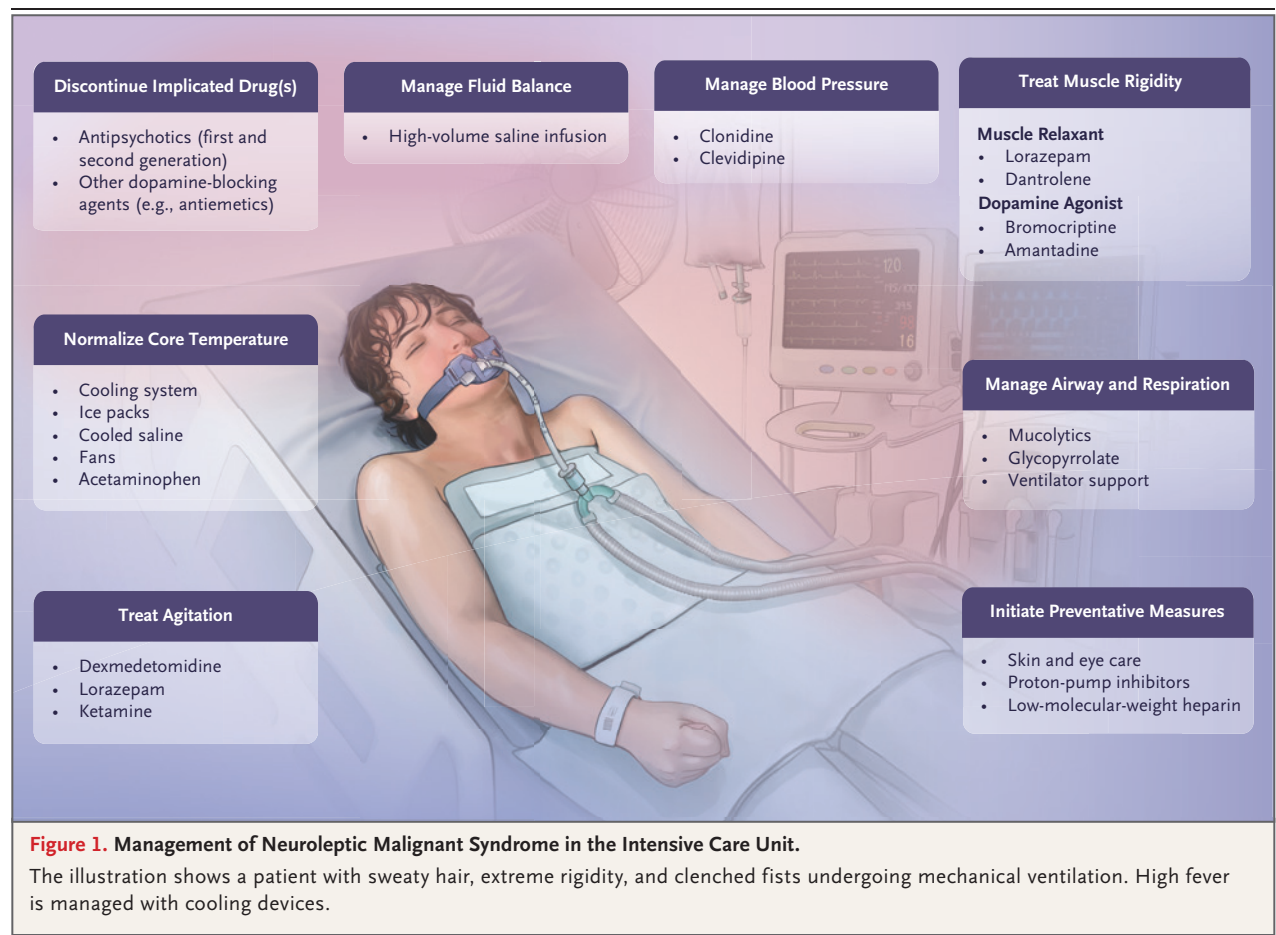 Discontinue Implicated Drug(s)
• Antipsychotics (first and
second generation)
• Other dopamine-blocking
agents (e.g., antiemetics)
Manage Fluid Balance
• High-volume saline infusion
Manage Blood Pressure
• Clonidine
• Clevidipine
Treat Muscle Rigidity
Muscle Relaxant
• Lorazepam
• Dantrolene
Dopamine Agonist
• Bromocriptine
• Amantadine
120
98
16
Normalize Core Temperature
• Cooling system
• Ice packs
• Cooled saline
• Fans
• Acetaminophen
Manage Airway and Respiration
• Mucolytics
• Glycopyrrolate
• Ventilator support
Treat Agitation
• Dexmedetomidine
• Lorazepam
• Ketamine
Initiate Preventative Measures
• Skin and eye care
• Proton-pump inhibitors
• Low-molecular-weight heparin
Figure 1. Management of Neuroleptic Malignant Syndrome in the Intensive Care Unit.
The illustration shows a patient with sweaty hair, extreme rigidity, and clenched fists undergoing mechanical ventilation. High fever
is managed with cooling devices.